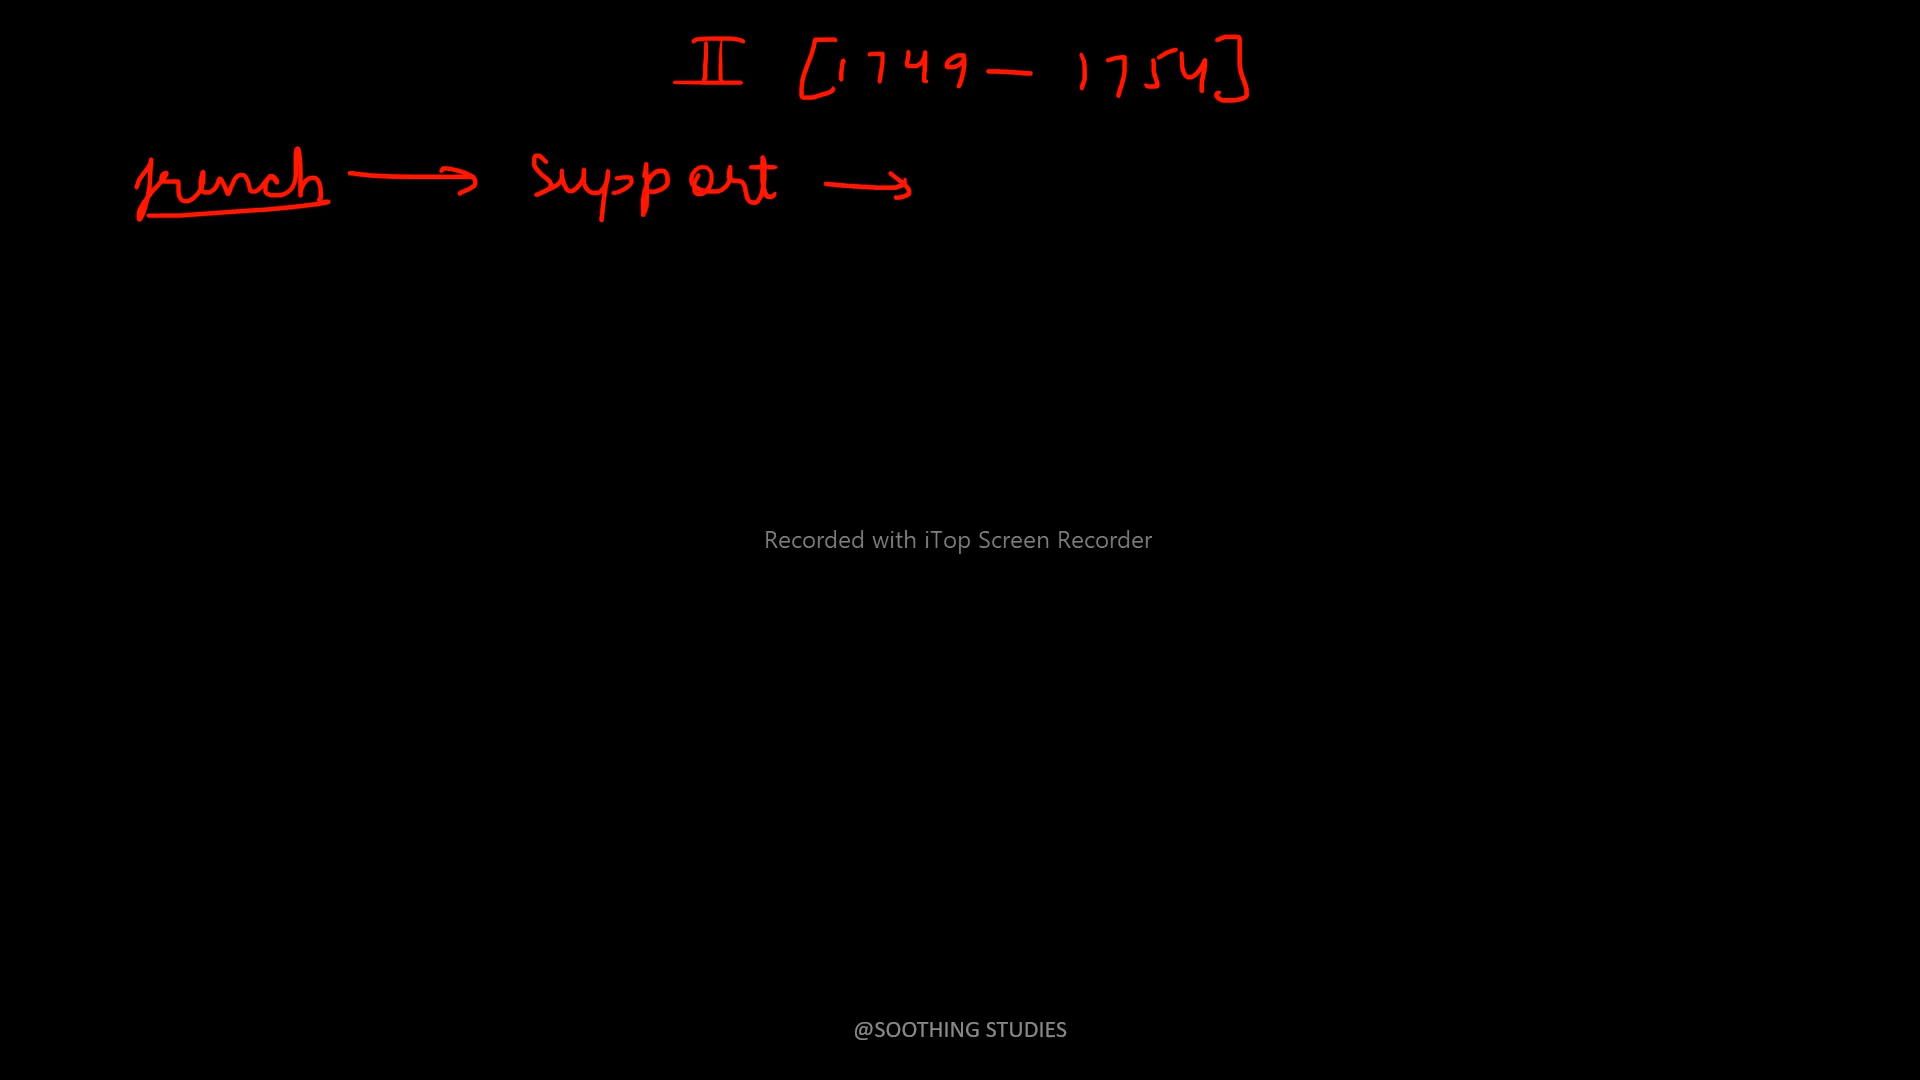 II [1749 — 1754]
french → Support →
Recorded with iTop Screen Recorder
@SOOTHING STUDIES